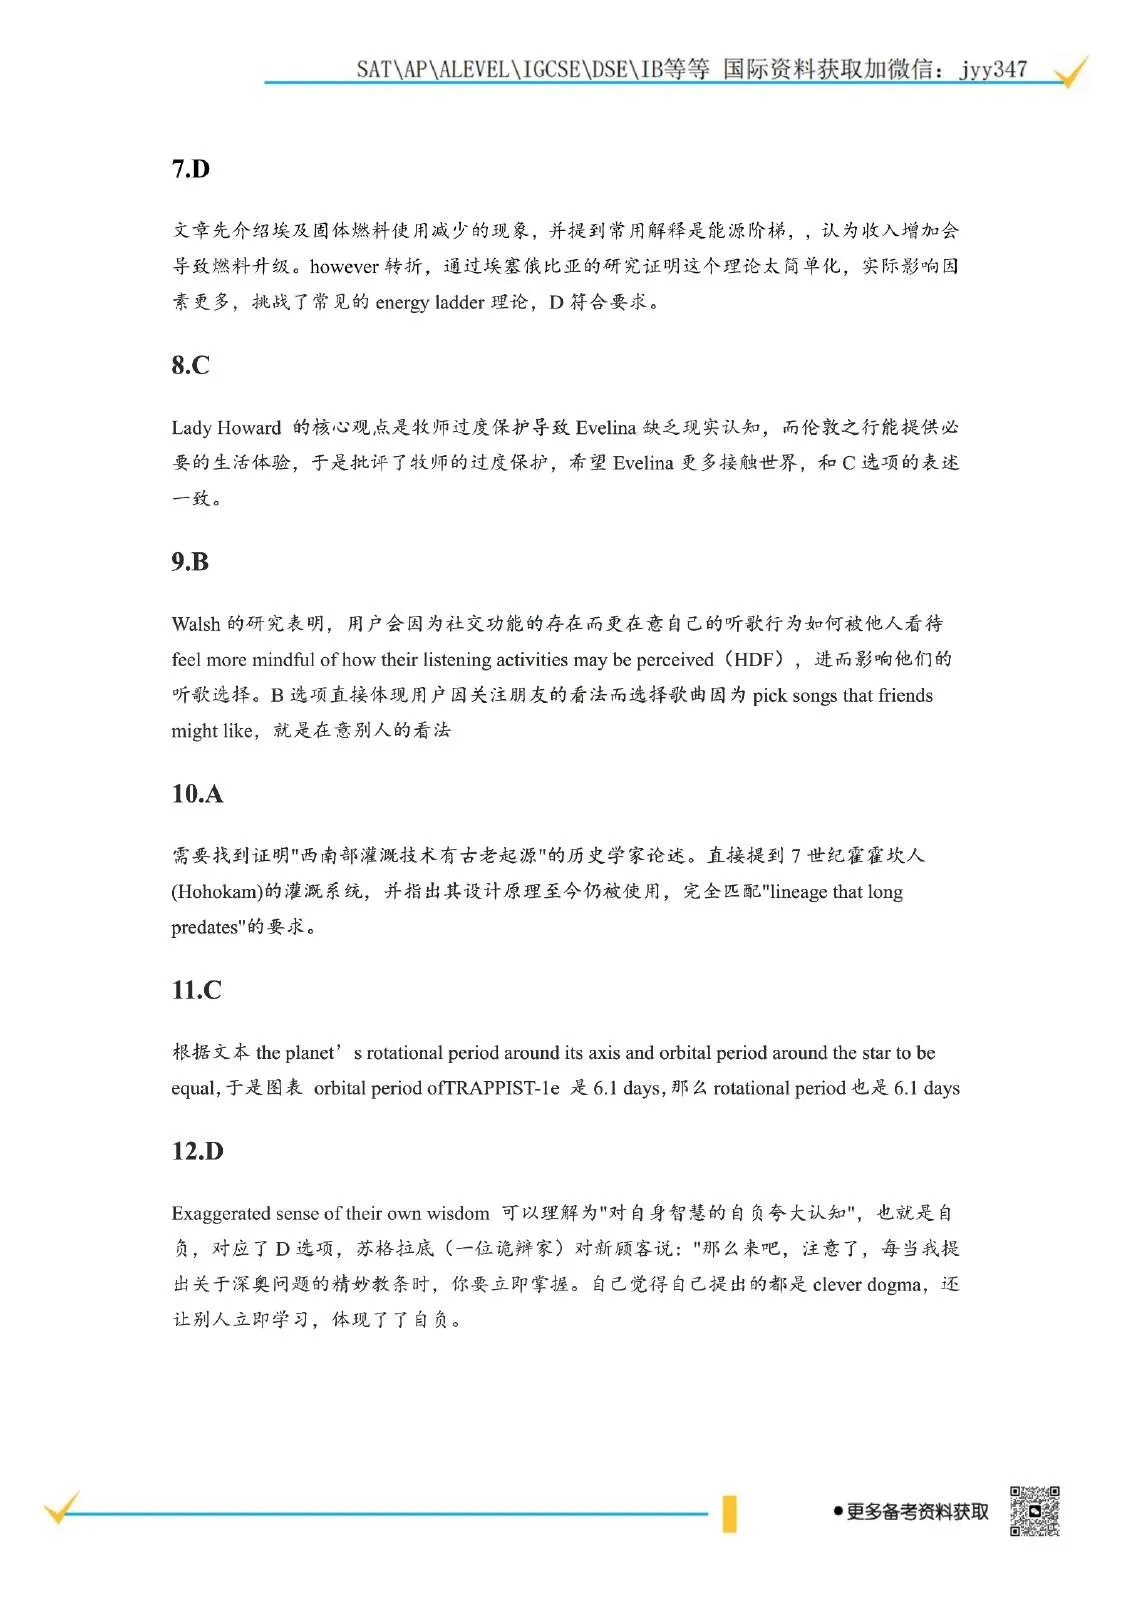 SAT\AP\ALEVEL\IGCSE\DSE\IB等等 国际资料获取加微信：jyy347
7.D
文章先介绍埃及固体燃料使用减少的现象，并提到常用解释是能源阶梯，，认为收入增加会
导致燃料升级。however 转折，通过埃塞俄比亚的研究证明这个理论太简单化，实际影响因
素更多，挑战了常见的 energy ladder 理论，D 符合要求。
8.C
Lady Howard 的核心观点是牧师过度保护导致 Evelina 缺乏现实认知，而伦敦之行能提供必
要的生活体验，于是批评了牧师的过度保护，希望 Evelina 更多接触世界，和 C 选项的表述
一致。
9.B
Walsh 的研究表明，用户会因为社交功能的存在而更在意自己的听歌行为如何被他人看待
feel more mindful of how their listening activities may be perceived（HDF），进而影响他们的
听歌选择。B 选项直接体现用户因关注朋友的看法而选择歌曲因为 pick songs that friends
might like，就是在意别人的看法
10.A
需要找到证明"西南部灌溉技术有古老起源"的历史学家论述。直接提到 7 世纪霍霍坎人
(Hohokam)的灌溉系统，并指出其设计原理至今仍被使用，完全匹配"lineage that long
predates"的要求。
11.C
根据文本 the planet’s rotational period around its axis and orbital period around the star to be
equal,于是图表 orbital period ofTRAPPIST-1e 是 6.1 days,那么 rotational period 也是 6.1 days
12.D
Exaggerated sense of their own wisdom 可以理解为"对自身智慧的自负夸大认知"，也就是自
负，对应了 D 选项，苏格拉底（一位诡辩家）对新顾客说："那么来吧，注意了，每当我提
出关于深奥问题的精妙教条时，你要立即掌握。自己觉得自己提出的都是 clever dogma，还
让别人立即学习，体现了了自负。
●更多备考资料获取